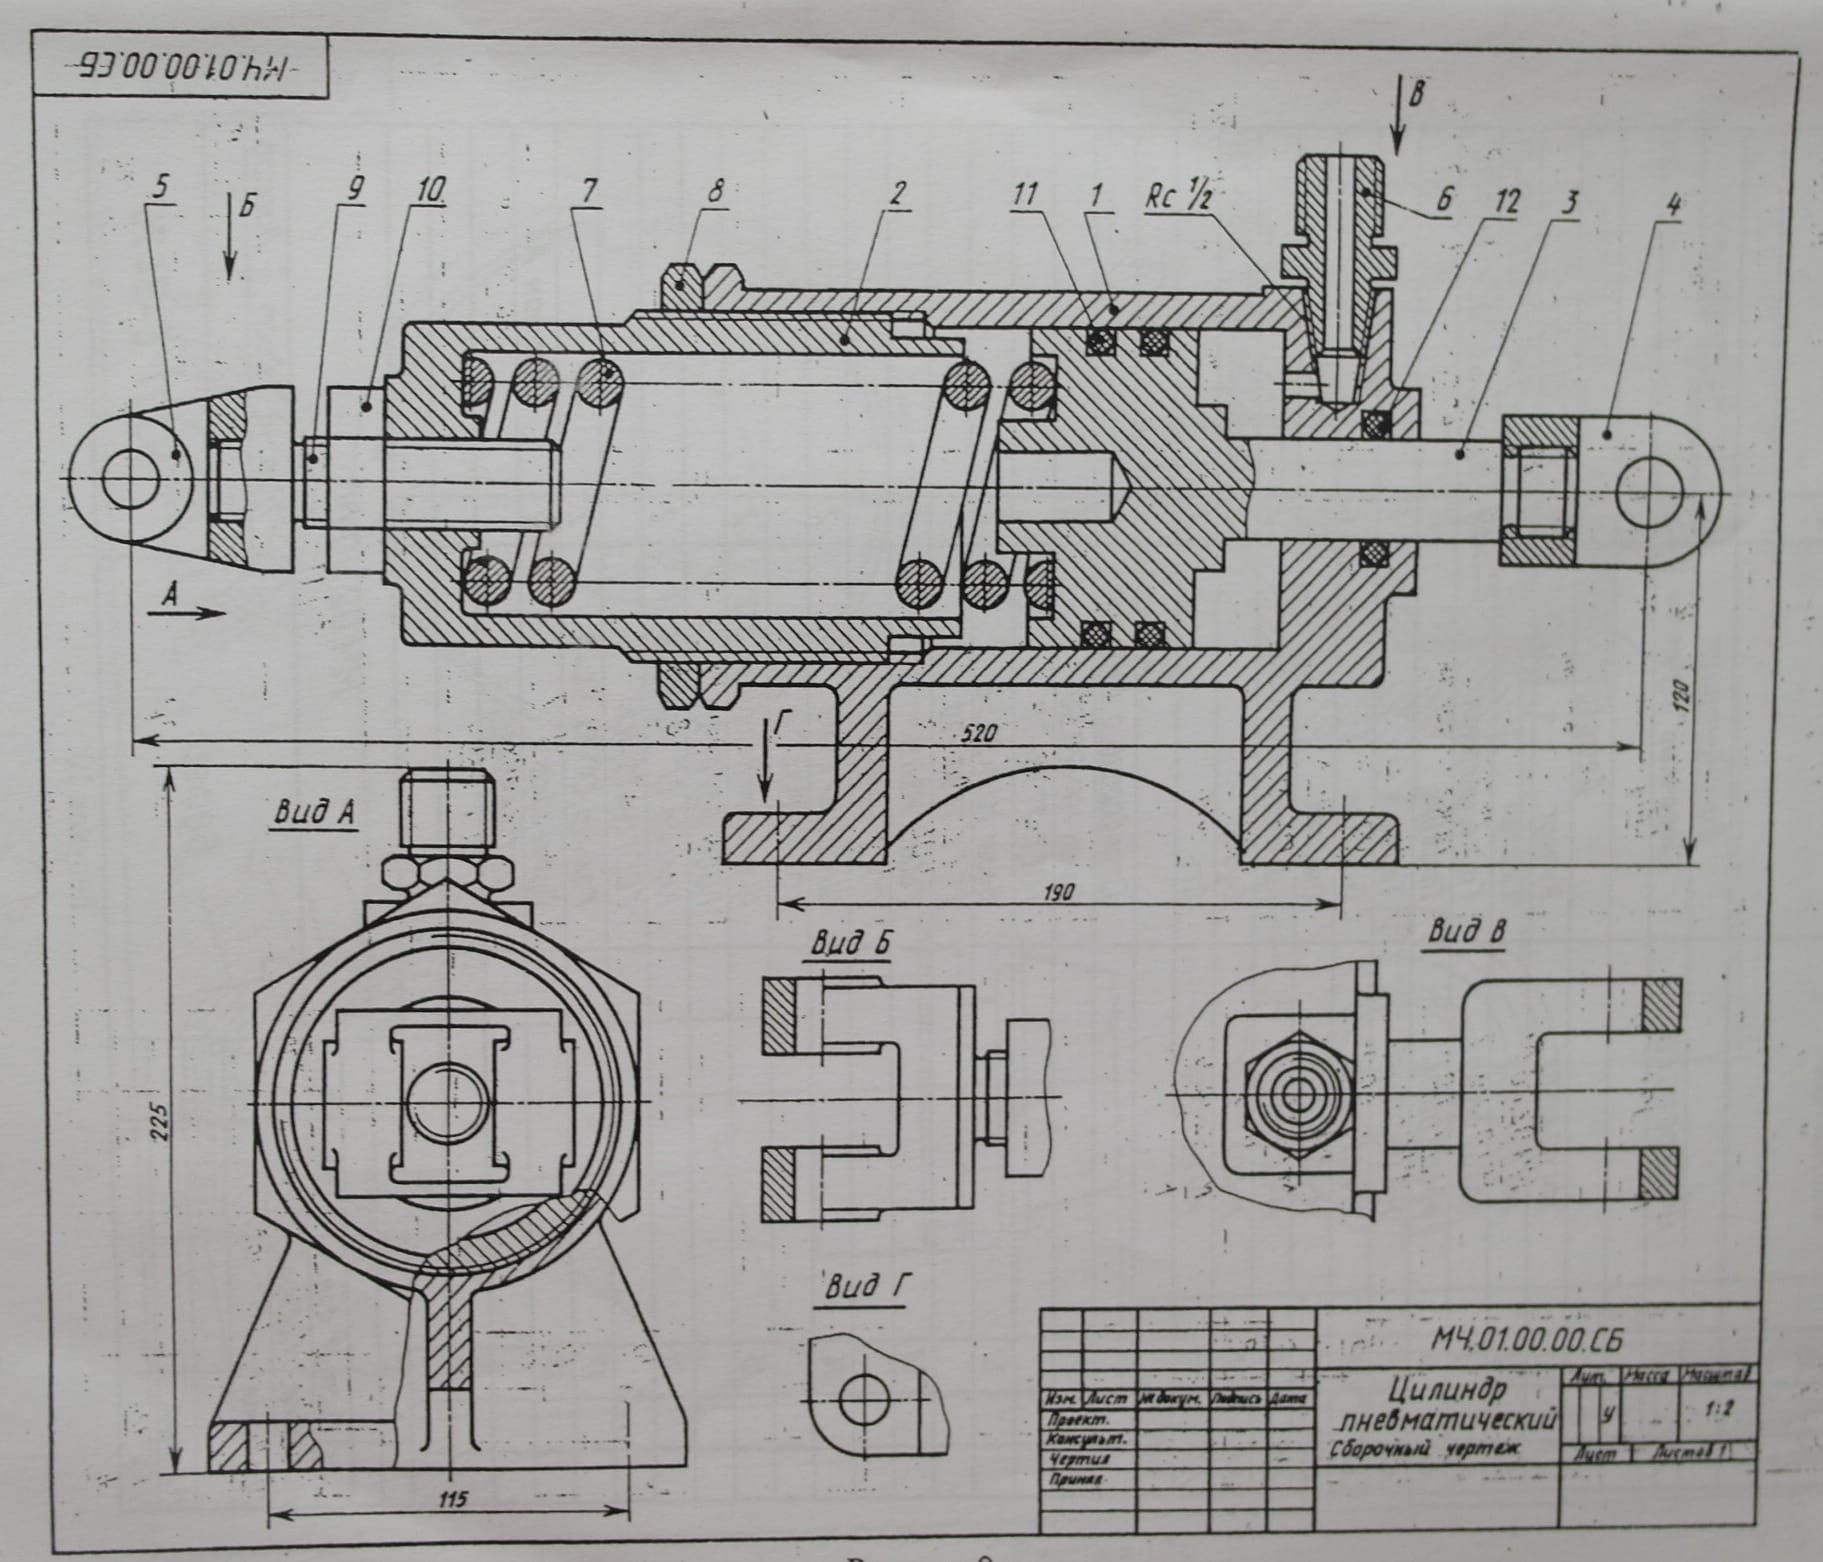 МЧ.01.00.00.СБ
В
5
Б
9
10
7
8
2
11
1
Rc 1/2
6
12
3
4
А
520
Г
120
190
Вид А
225
115
Вид Б
Вид В
Вид Г
МЧ.01.00.00.СБ
Цилиндр
пневматический
Сборочный чертеж
Лит. Масса Масштаб
У 1:2
Лист Листов 1
Изм. Лист № докум. Подпись Дата
Проект.
Консульт.
Чертил
Принял